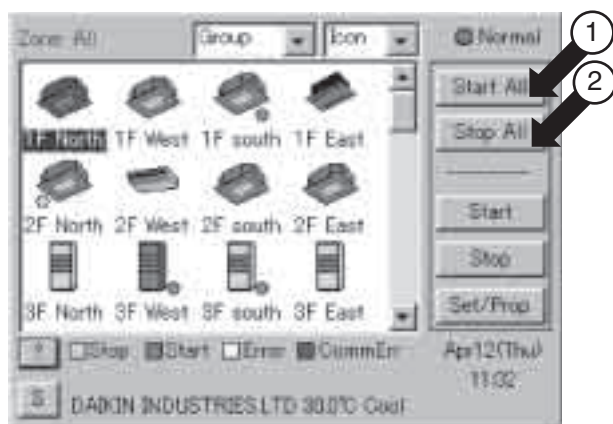 Zone: All Group Icon Normal
1
Start All
2
1F North 1F West 1F south 1F East
Stop All
2F North 2F West 2F south 2F East
Start
Stop
3F North 3F West 3F south 3F East
Set/Prop
? Stop Start Error CommErr
Apr12(Thu)
11:02
S DAIKIN INDUSTRIES.LTD 30.0°C Cool